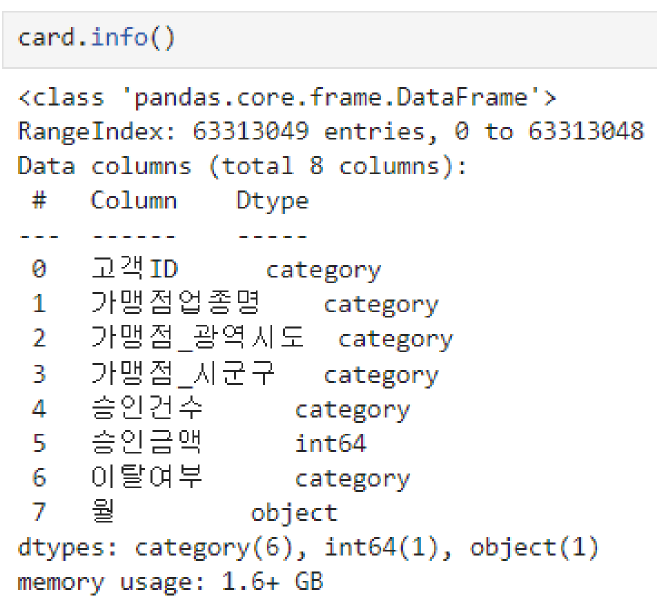 card.info()
<class 'pandas.core.frame.DataFrame'>
RangeIndex: 63313049 entries, 0 to 63313048
Data columns (total 8 columns):
 #   Column    Dtype
---  ------    -----
 0   고객ID      category
 1   가맹점업종명    category
 2   가맹점_광역시도  category
 3   가맹점_시군구   category
 4   승인건수      category
 5   승인금액      int64
 6   이탈여부      category
 7   월         object
dtypes: category(6), int64(1), object(1)
memory usage: 1.6+ GB